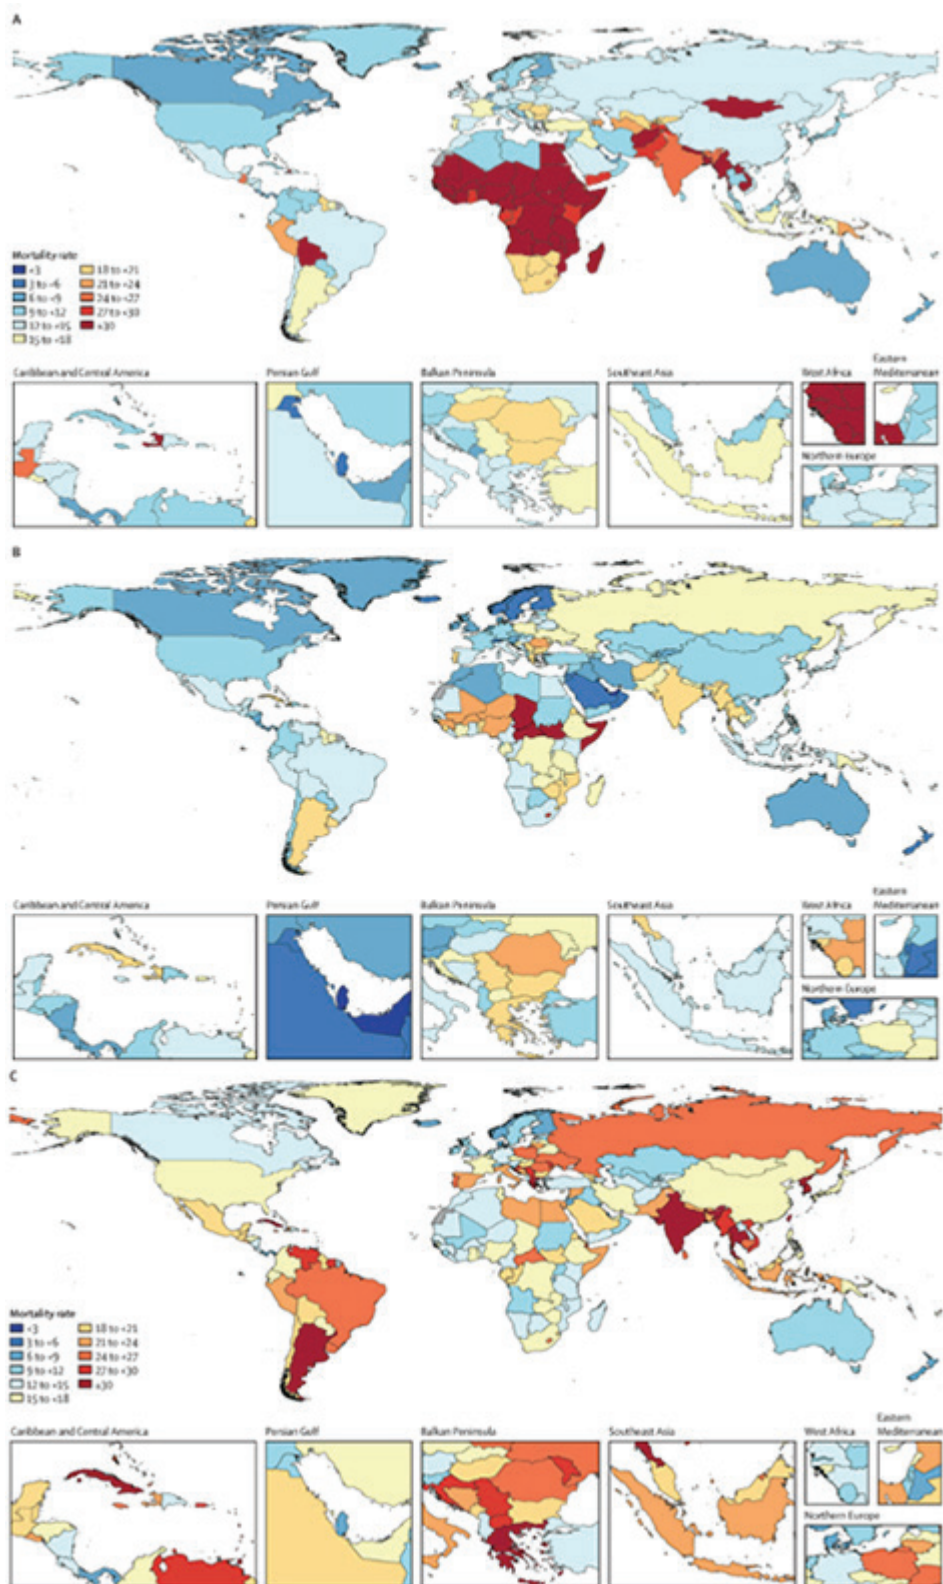 A
Mortality rate
<3
3 to <6
6 to <9
9 to <12
12 to <15
15 to <18
18 to <21
21 to <24
24 to <27
27 to <30
≥30
Caribbean and Central America
Persian Gulf
Balkan Peninsula
Southeast Asia
West Africa
Eastern
Mediterranean
Northern Europe
B
Caribbean and Central America
Persian Gulf
Balkan Peninsula
Southeast Asia
West Africa
Eastern
Mediterranean
Northern Europe
C
Mortality rate
<3
3 to <6
6 to <9
9 to <12
12 to <15
15 to <18
18 to <21
21 to <24
24 to <27
27 to <30
≥30
Caribbean and Central America
Persian Gulf
Balkan Peninsula
Southeast Asia
West Africa
Eastern
Mediterranean
Northern Europe